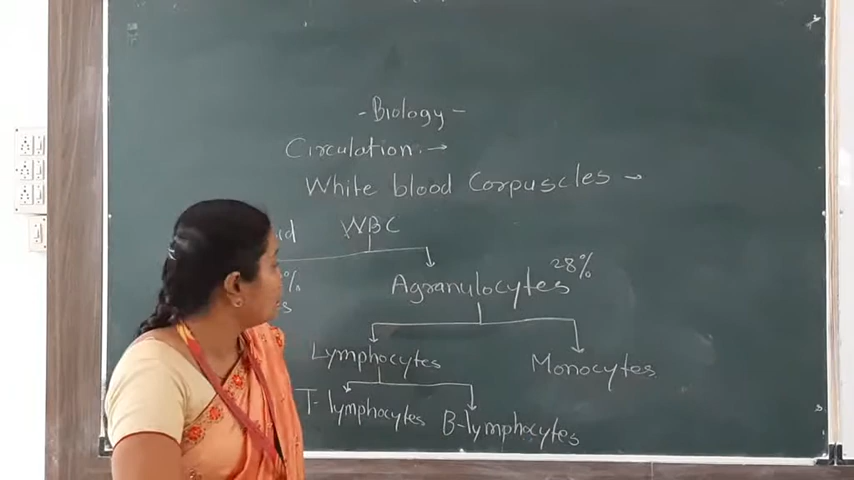 - Biology -
Circulation. →
White blood Corpuscles →
WBC
28%
Agranulocytes
Lymphocytes
Monocytes
T-lymphocytes
B-lymphocytes